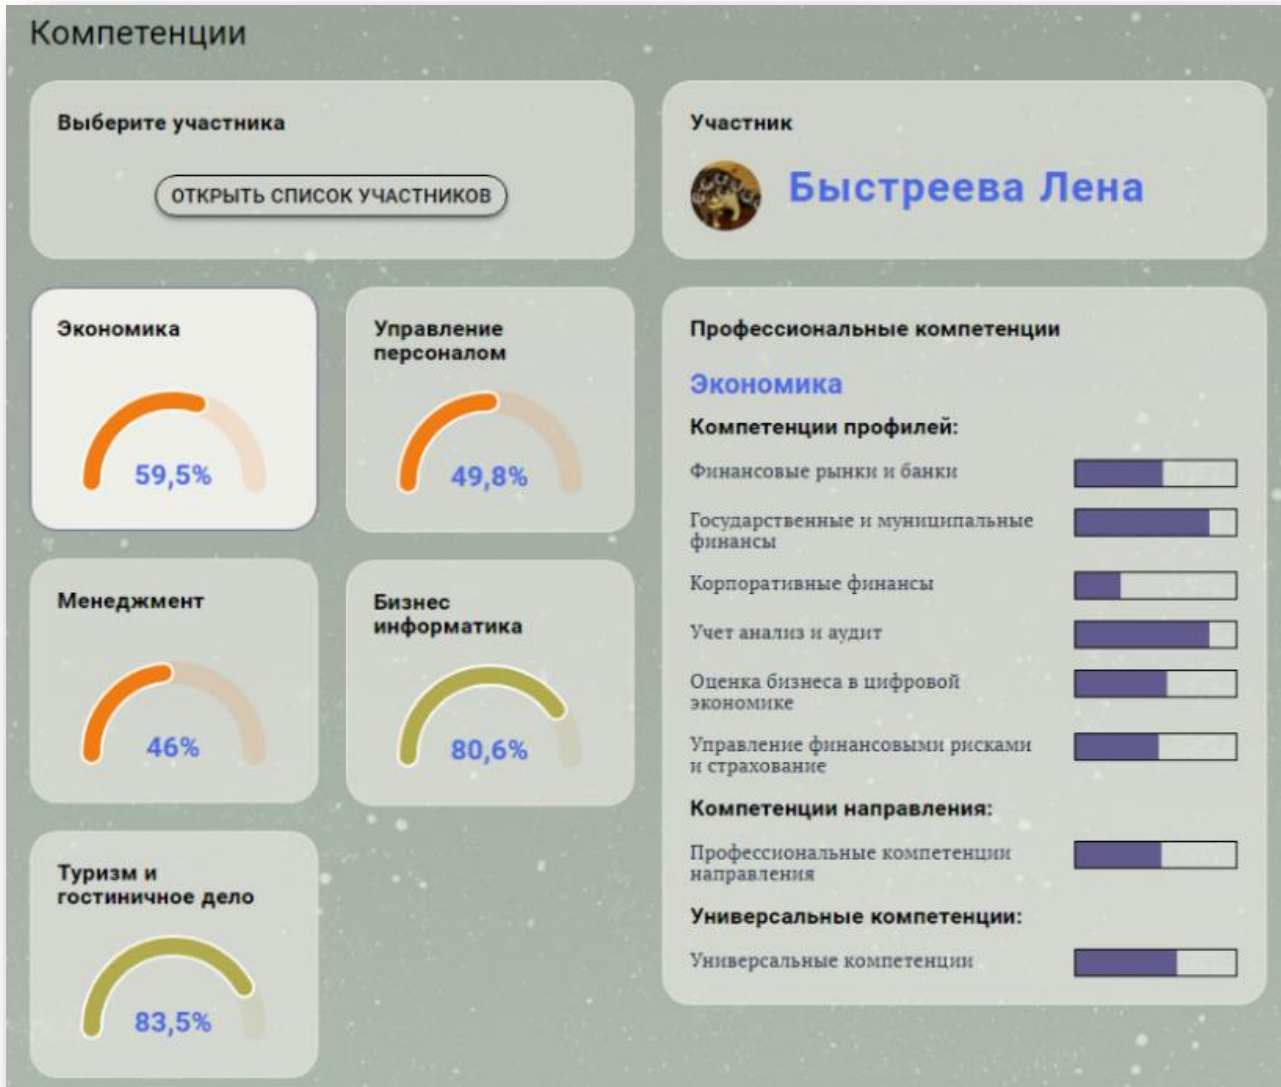 Компетенции
Выберите участника
ОТКРЫТЬ СПИСОК УЧАСТНИКОВ
Участник
Быстреева Лена
Экономика
59,5%
Управление
персоналом
49,8%
Менеджмент
46%
Бизнес
информатика
80,6%
Туризм и
гостиничное дело
83,5%
Профессиональные компетенции
Экономика
Компетенции профилей:
Финансовые рынки и банки
Государственные и муниципальные
финансы
Корпоративные финансы
Учет анализ и аудит
Оценка бизнеса в цифровой
экономике
Управление финансовыми рисками
и страхование
Компетенции направления:
Профессиональные компетенции
направления
Универсальные компетенции:
Универсальные компетенции